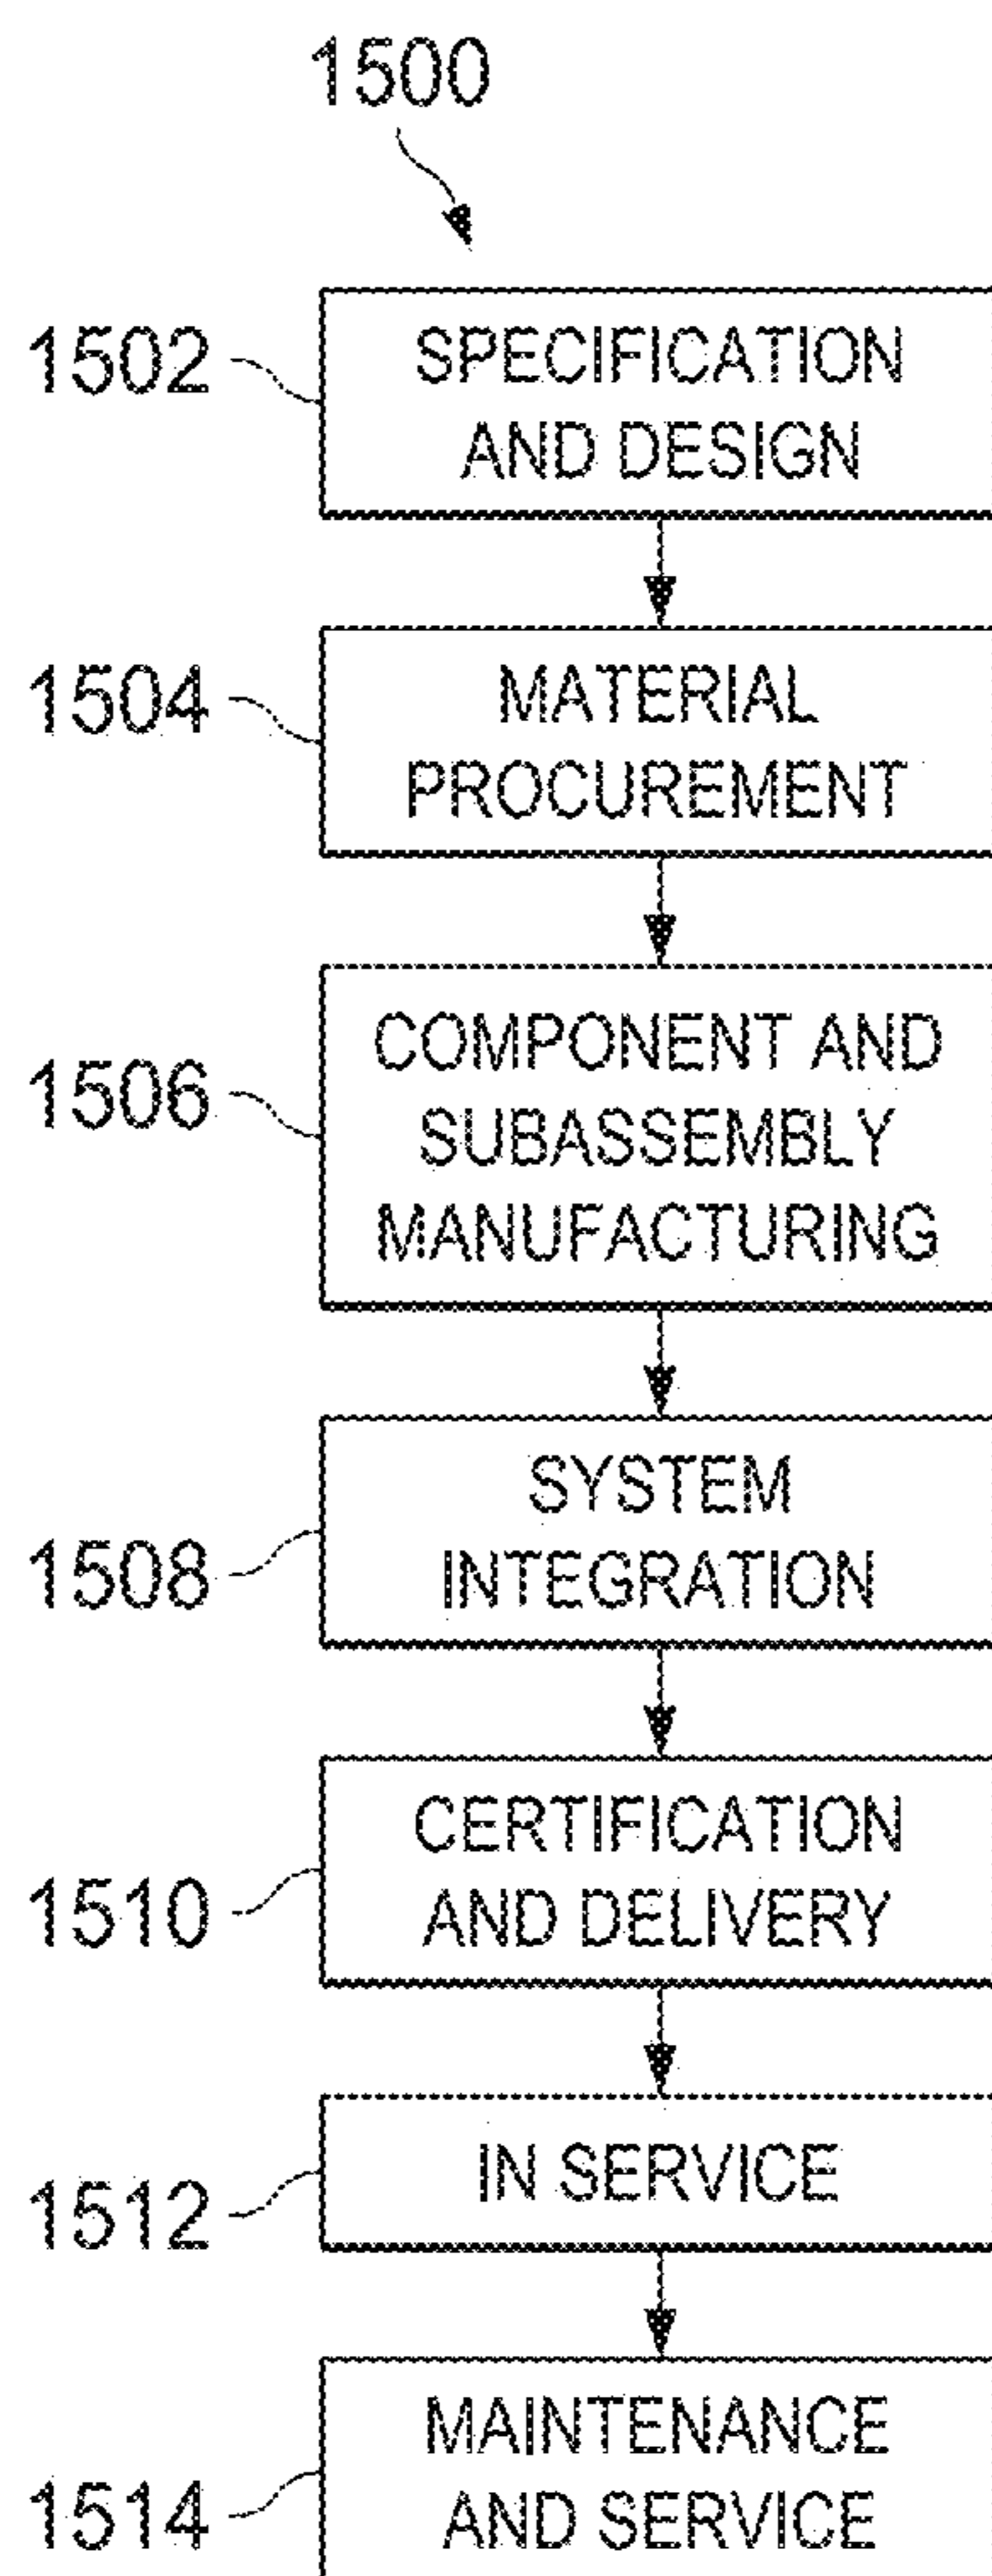 1500
1502
SPECIFICATION
AND DESIGN
1504
MATERIAL
PROCUREMENT
1506
COMPONENT AND
SUBASSEMBLY
MANUFACTURING
1508
SYSTEM
INTEGRATION
1510
CERTIFICATION
AND DELIVERY
1512
IN SERVICE
1514
MAINTENANCE
AND SERVICE